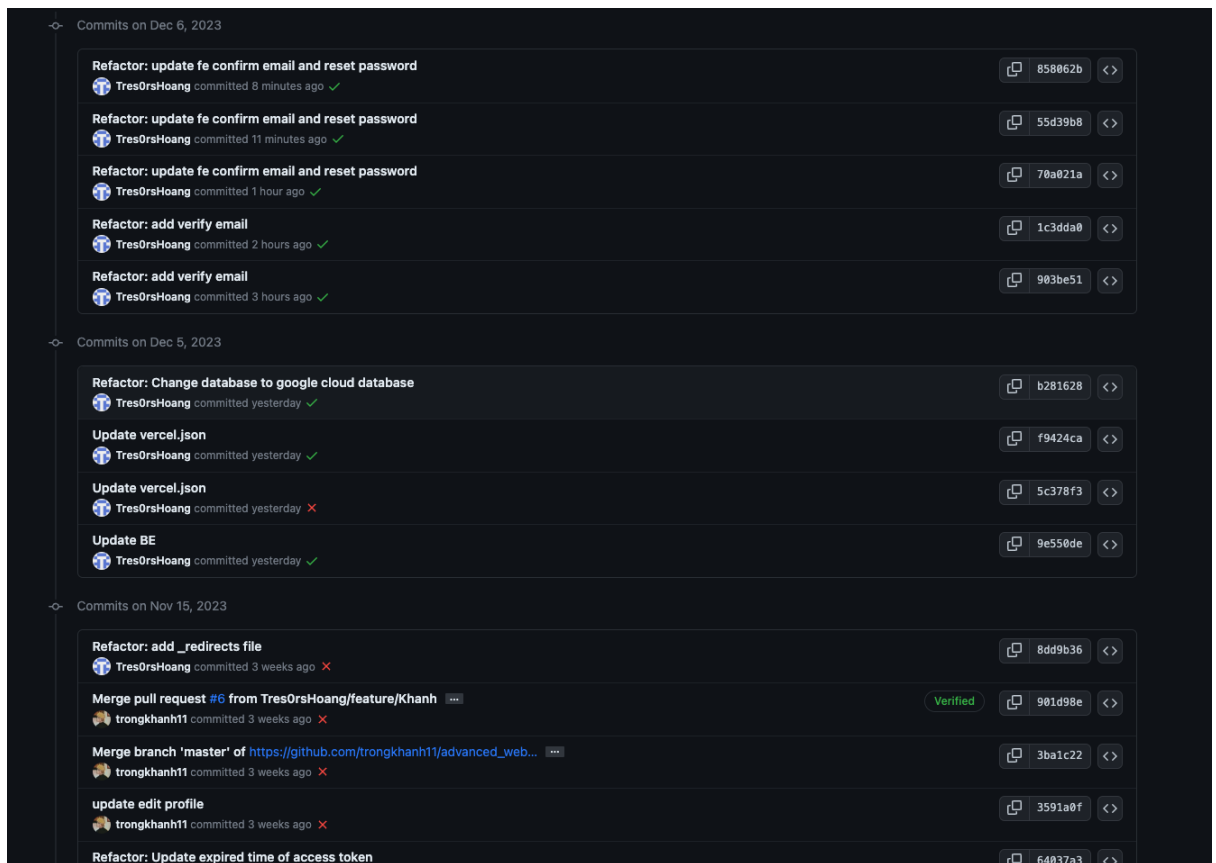 Commits on Dec 6, 2023
Refactor: update fe confirm email and reset password
858062b
Tres0rsHoang committed 8 minutes ago
Refactor: update fe confirm email and reset password
55d39b8
Tres0rsHoang committed 11 minutes ago
Refactor: update fe confirm email and reset password
70a021a
Tres0rsHoang committed 1 hour ago
Refactor: add verify email
1c3dda0
Tres0rsHoang committed 2 hours ago
Refactor: add verify email
903be51
Tres0rsHoang committed 3 hours ago
Commits on Dec 5, 2023
Refactor: Change database to google cloud database
b281628
Tres0rsHoang committed yesterday
Update vercel.json
f9424ca
Tres0rsHoang committed yesterday
Update vercel.json
5c378f3
Tres0rsHoang committed yesterday
Update BE
9e550de
Tres0rsHoang committed yesterday
Commits on Nov 15, 2023
Refactor: add _redirects file
8dd9b36
Tres0rsHoang committed 3 weeks ago
Merge pull request #6 from Tres0rsHoang/feature/Khanh ...
Verified
901d98e
trongkhanh11 committed 3 weeks ago
Merge branch 'master' of https://github.com/trongkhanh11/advanced_web... ...
3ba1c22
trongkhanh11 committed 3 weeks ago
update edit profile
3591a0f
trongkhanh11 committed 3 weeks ago
Refactor: Update expired time of access token
64037a3